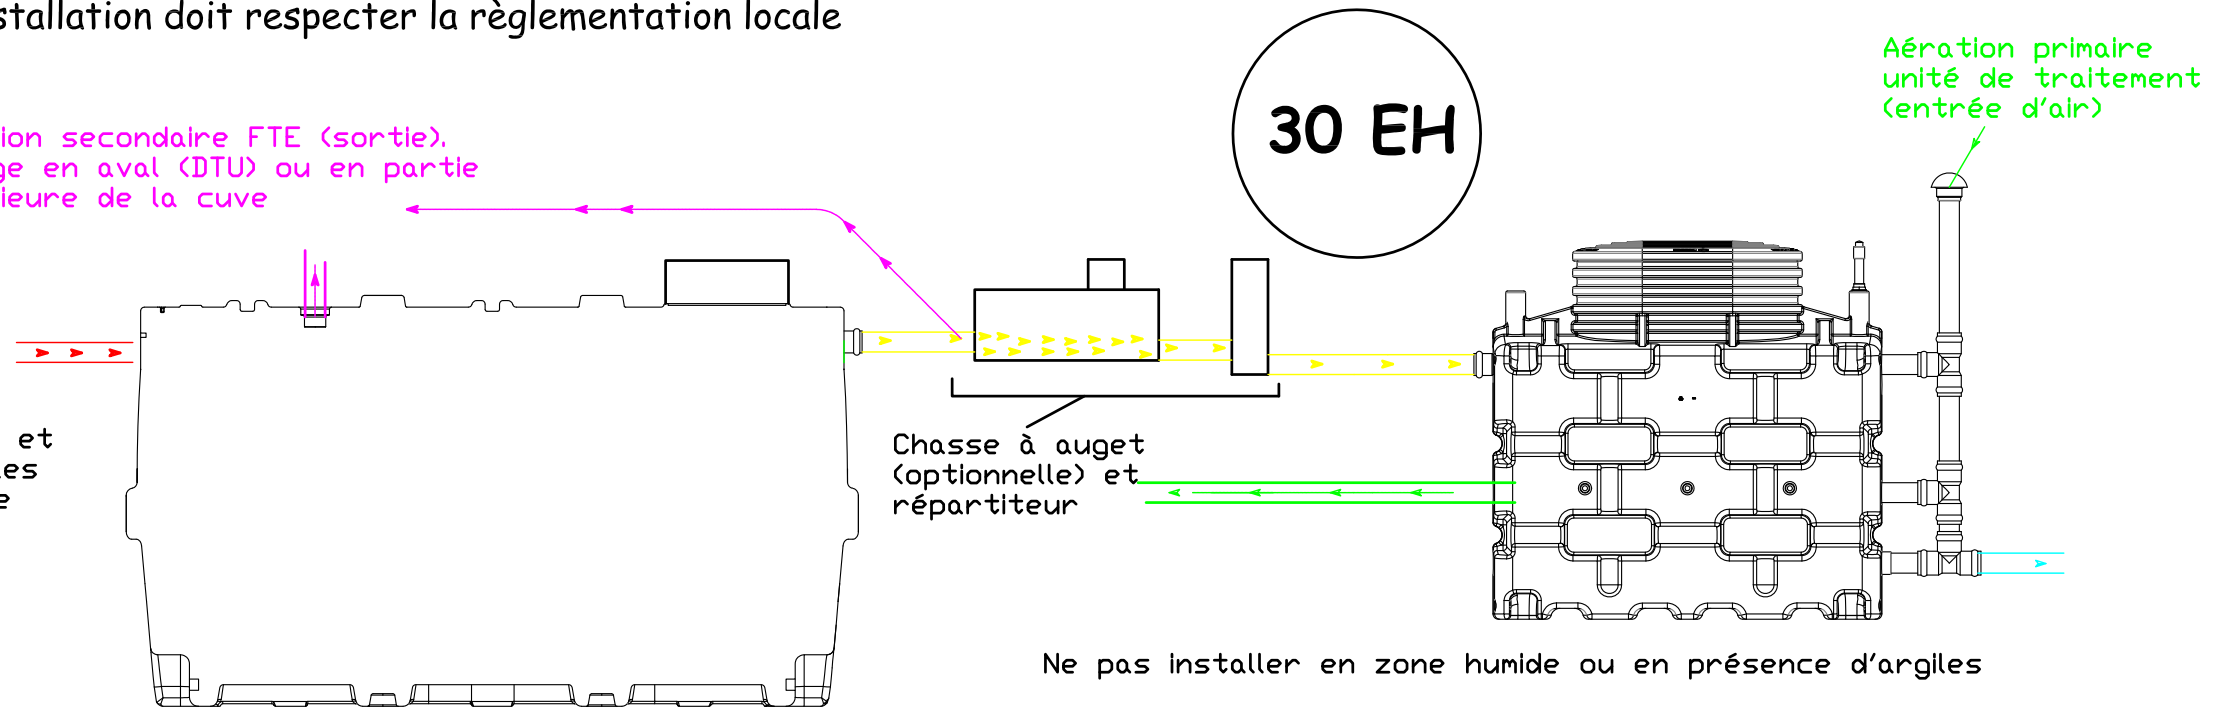 stallation doit respecter la règlementation locale
30 EH
Aération primaire
unité de traitement
(entrée d'air)
ion secondaire FTE (sortie).
ge en aval (DTU) ou en partie
ieure de la cuve
et
les
e
Chasse à auget
(optionnelle) et
répartiteur
Ne pas installer en zone humide ou en présence d'argiles